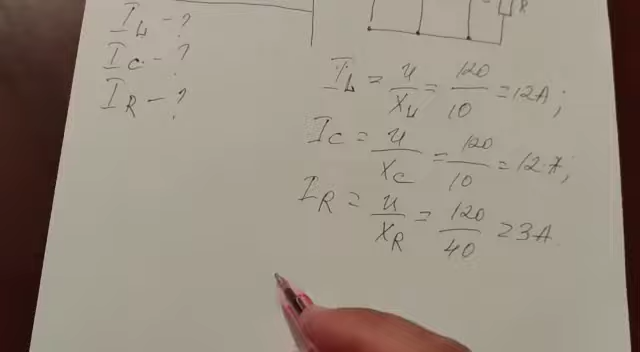 I_L - ?
I_C - ?
I_R - ?
R
I_L = u/X_L = 120/10 = 12A;
I_C = u/X_C = 120/10 = 12A;
I_R = u/X_R = 120/40 = 3A